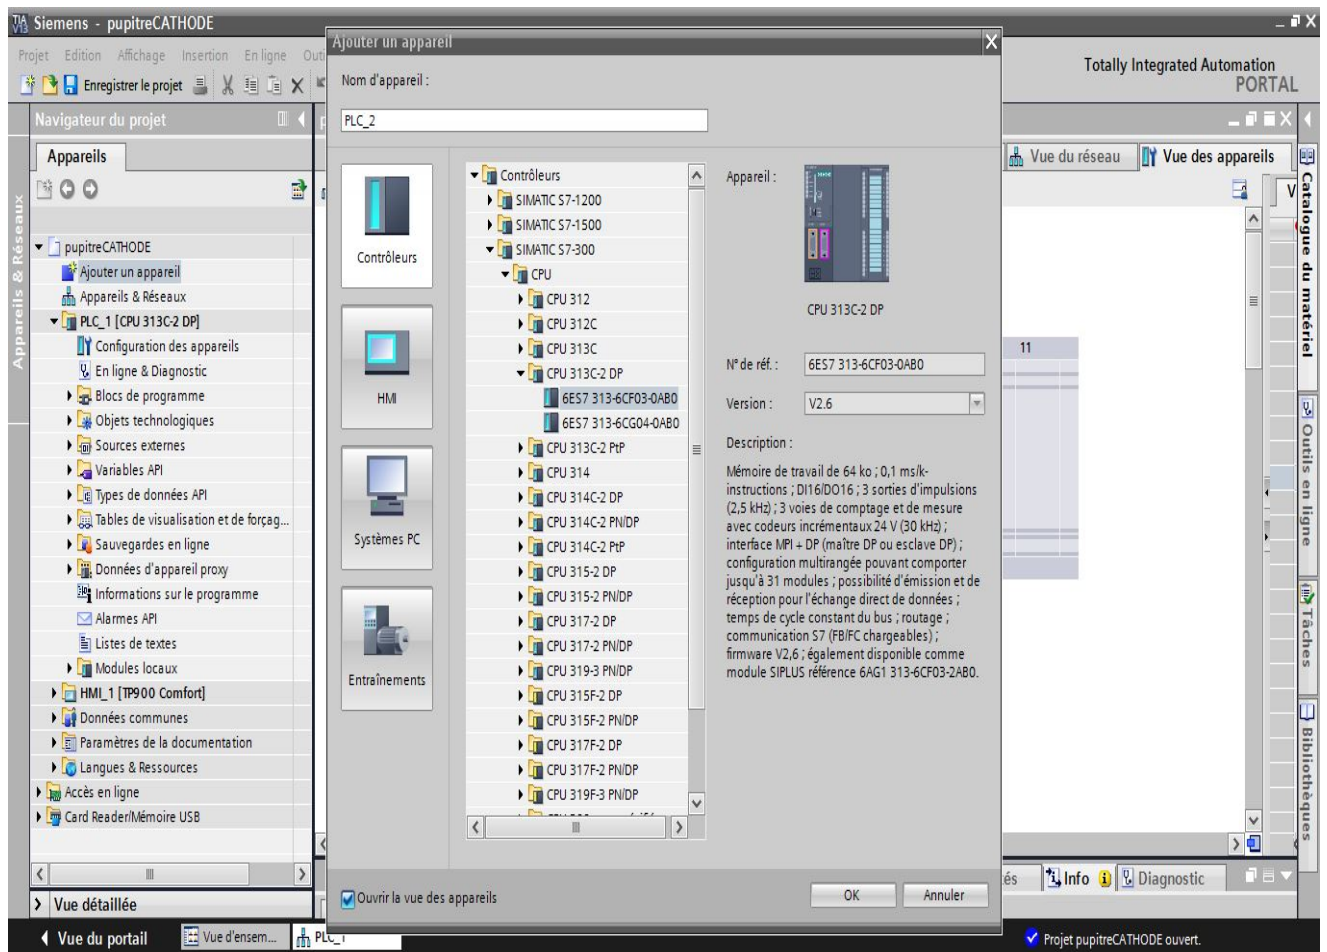 TIA V13 Siemens - pupitreCATHODE
Projet Edition Affichage Insertion En ligne
Enregistrer le projet
Totally Integrated Automation
PORTAL
Navigateur du projet
Appareils
Appareils & Réseaux
pupitreCATHODE
Ajouter un appareil
Appareils & Réseaux
PLC_1 [CPU 313C-2 DP]
Configuration des appareils
En ligne & Diagnostic
Blocs de programme
Objets technologiques
Sources externes
Variables API
Types de données API
Tables de visualisation et de forçag...
Sauvegardes en ligne
Données d'appareil proxy
Informations sur le programme
Alarmes API
Listes de textes
Modules locaux
HMI_1 [TP900 Comfort]
Données communes
Paramètres de la documentation
Langues & Ressources
Accès en ligne
Card Reader/Mémoire USB
Vue détaillée
Ajouter un appareil
Nom d'appareil :
PLC_2
Contrôleurs
HMI
Systèmes PC
Entraînements
Contrôleurs
SIMATIC S7-1200
SIMATIC S7-1500
SIMATIC S7-300
CPU
CPU 312
CPU 312C
CPU 313C
CPU 313C-2 DP
6ES7 313-6CF03-0AB0
6ES7 313-6CG04-0AB0
CPU 313C-2 PtP
CPU 314
CPU 314C-2 DP
CPU 314C-2 PN/DP
CPU 314C-2 PtP
CPU 315-2 DP
CPU 315-2 PN/DP
CPU 317-2 DP
CPU 317-2 PN/DP
CPU 319-3 PN/DP
CPU 315F-2 DP
CPU 315F-2 PN/DP
CPU 317F-2 DP
CPU 317F-2 PN/DP
CPU 319F-3 PN/DP
Appareil :
CPU 313C-2 DP
N° de réf. :
6ES7 313-6CF03-0AB0
Version :
V2.6
Description :
Mémoire de travail de 64 ko ; 0,1 ms/k-
instructions ; DI16/DO16 ; 3 sorties d'impulsions
(2,5 kHz) ; 3 voies de comptage et de mesure
avec codeurs incrémentaux 24 V (30 kHz) ;
interface MPI + DP (maître DP ou esclave DP) ;
configuration multirangée pouvant comporter
jusqu'à 31 modules ; possibilité d'émission et de
réception pour l'échange direct de données ;
temps de cycle constant du bus ; routage ;
communication S7 (FB/FC chargeables) ;
firmware V2,6 ; également disponible comme
module SIPLUS référence 6AG1 313-6CF03-2AB0.
Ouvrir la vue des appareils
OK
Annuler
Vue du réseau
Vue des appareils
11
Catalogue du matériel
Outils en ligne
Tâches
Bibliothèques
Info
Diagnostic
Vue du portail
Vue d'ensem...
PLC_1
Projet pupitreCATHODE ouvert.